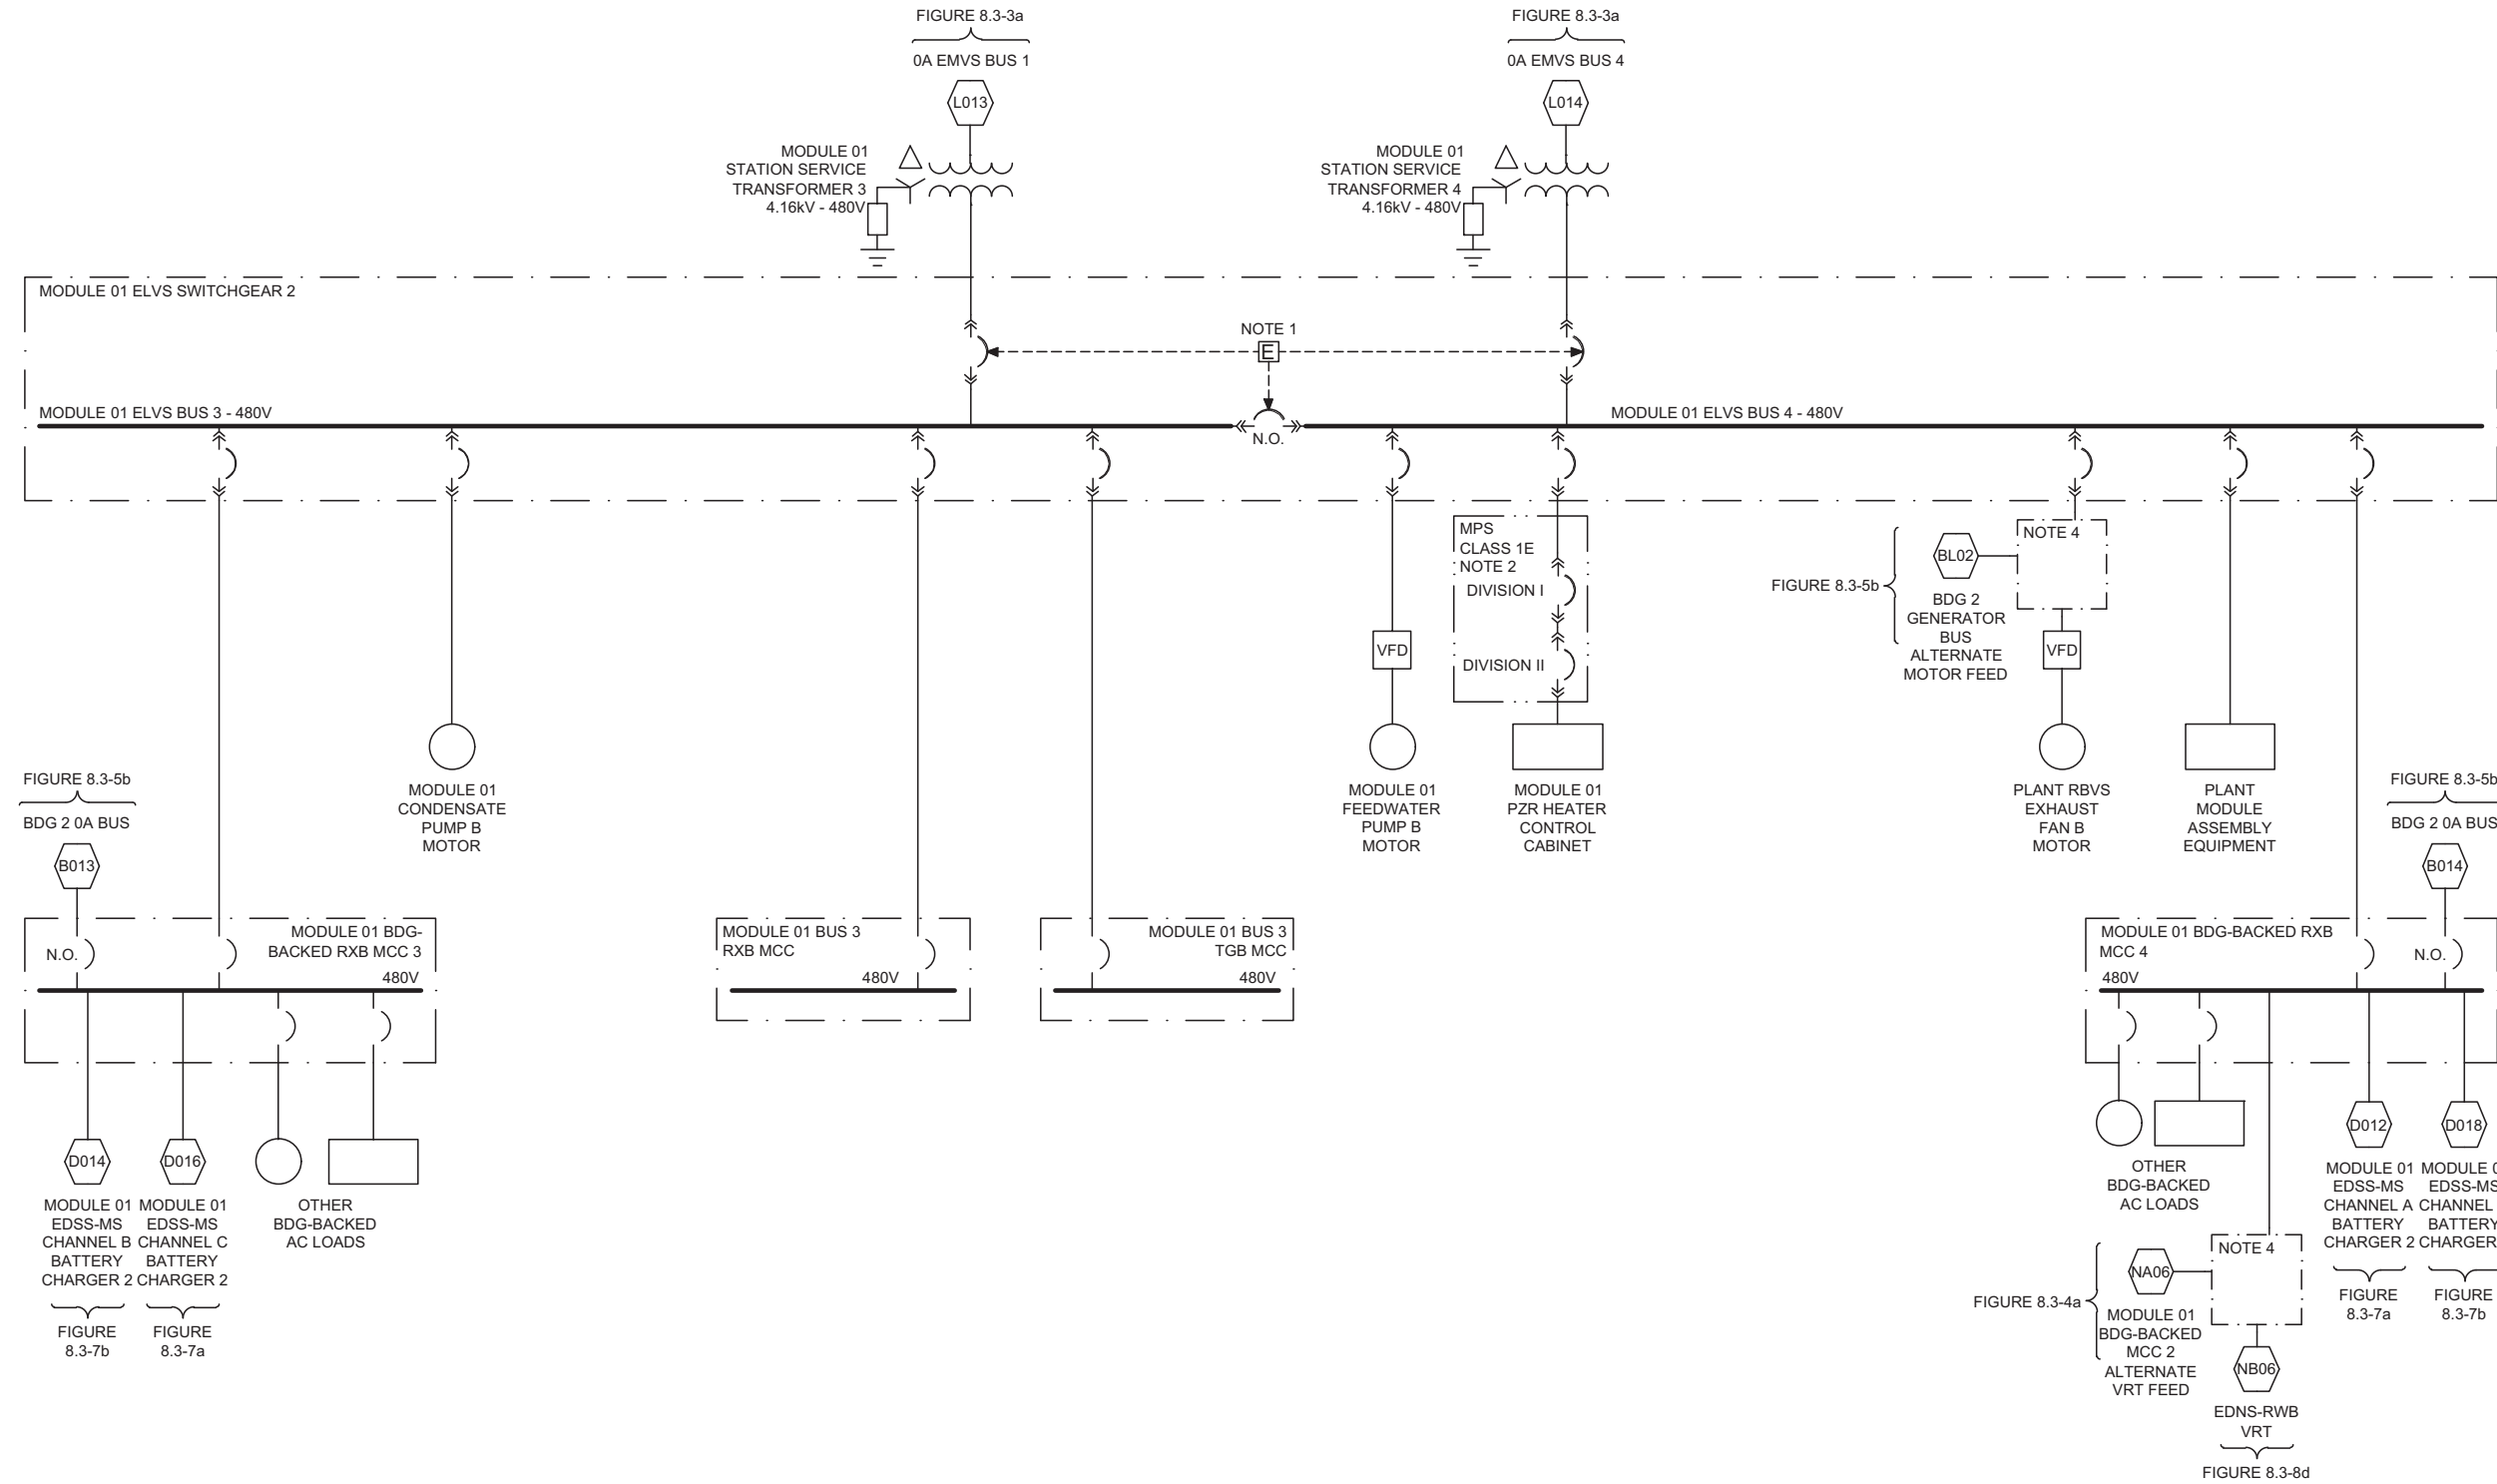 FIGURE 8.3-3a
0A EMVS BUS 1
L013
MODULE 01
STATION SERVICE
TRANSFORMER 3
4.16kV - 480V
FIGURE 8.3-3a
0A EMVS BUS 4
L014
MODULE 01
STATION SERVICE
TRANSFORMER 4
4.16kV - 480V
MODULE 01 ELVS SWITCHGEAR 2
NOTE 1
E
MODULE 01 ELVS BUS 3 - 480V
N.O.
MODULE 01 ELVS BUS 4 - 480V
MPS
CLASS 1E
NOTE 2
DIVISION I
DIVISION II
VFD
FIGURE 8.3-5b
BL02
BDG 2
GENERATOR
BUS
ALTERNATE
MOTOR FEED
NOTE 4
VFD
MODULE 01
CONDENSATE
PUMP B
MOTOR
MODULE 01
FEEDWATER
PUMP B
MOTOR
MODULE 01
PZR HEATER
CONTROL
CABINET
PLANT RBVS
EXHAUST
FAN B
MOTOR
PLANT
MODULE
ASSEMBLY
EQUIPMENT
FIGURE 8.3-5b
BDG 2 0A BUS
B013
FIGURE 8.3-5b
BDG 2 0A BUS
B014
N.O.
MODULE 01 BDG-
BACKED RXB MCC 3
480V
MODULE 01 BUS 3
RXB MCC
480V
MODULE 01 BUS 3
TGB MCC
480V
MODULE 01 BDG-BACKED RXB
MCC 4
480V
N.O.
D014
MODULE 01
EDSS-MS
CHANNEL B
BATTERY
CHARGER 2
FIGURE
8.3-7b
D016
MODULE 01
EDSS-MS
CHANNEL C
BATTERY
CHARGER 2
FIGURE
8.3-7a
OTHER
BDG-BACKED
AC LOADS
OTHER
BDG-BACKED
AC LOADS
D012
MODULE 01
EDSS-MS
CHANNEL A
BATTERY
CHARGER 2
FIGURE
8.3-7a
D018
MODULE
EDSS-MS
CHANNEL
BATTERY
CHARGER
FIGURE
8.3-7b
FIGURE 8.3-4a
NA06
MODULE 01
BDG-BACKED
MCC 2
ALTERNATE
VRT FEED
NOTE 4
NB06
EDNS-RWB
VRT
FIGURE 8.3-8d